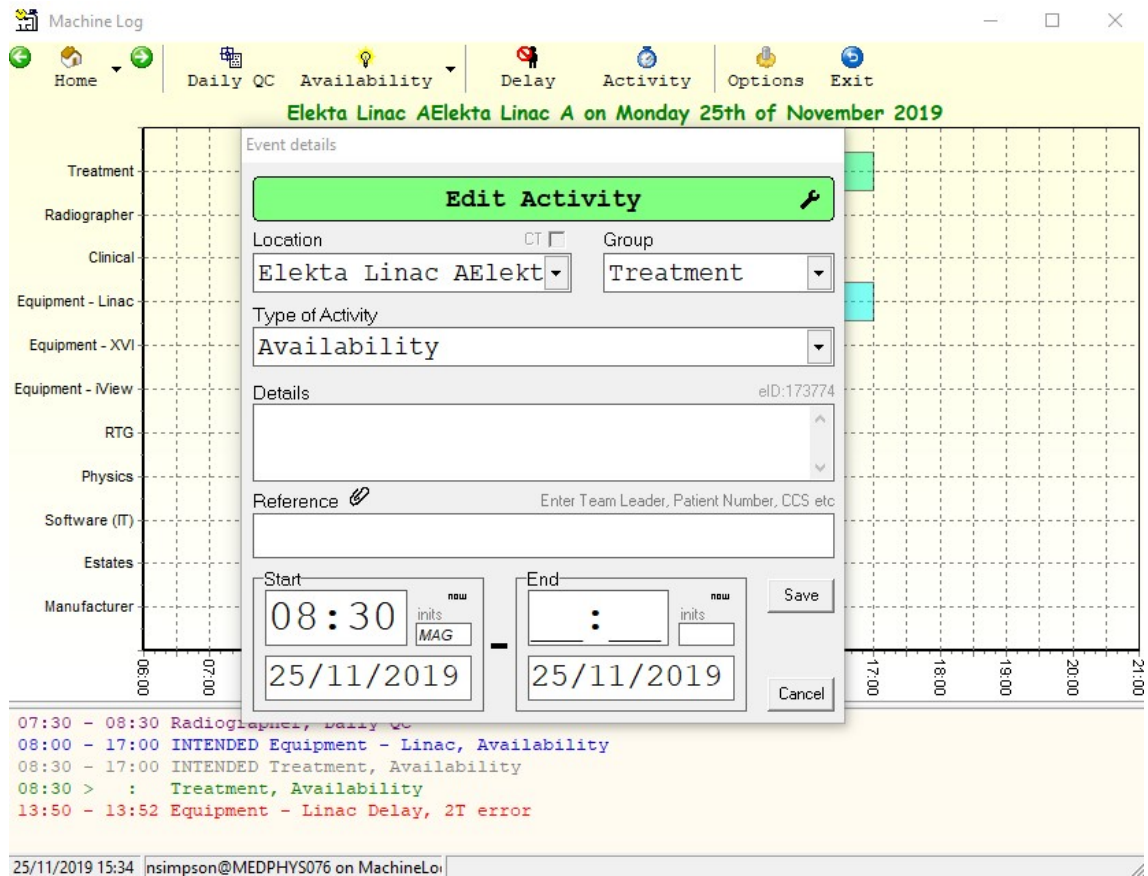 Machine Log
Home Daily QC Availability Delay Activity Options Exit
Elekta Linac AElekta Linac A on Monday 25th of November 2019
Event details
Edit Activity
Location CT Group
Elekta Linac AElekt Treatment
Type of Activity
Availability
Details eID:173774
Reference Enter Team Leader, Patient Number, CCS etc
Start End
08:30 now inits MAG
25/11/2019
-
__:__ now inits
25/11/2019
Save
Cancel
Treatment
Radiographer
Clinical
Equipment - Linac
Equipment - XVI
Equipment - iView
RTG
Physics
Software (IT)
Estates
Manufacturer
06:00 07:00 17:00 18:00 19:00 20:00 21:00
07:30 - 08:30 Radiographer, Daily QC
08:00 - 17:00 INTENDED Equipment - Linac, Availability
08:30 - 17:00 INTENDED Treatment, Availability
08:30 > : Treatment, Availability
13:50 - 13:52 Equipment - Linac Delay, 2T error
25/11/2019 15:34 nsimpson@MEDPHYS076 on MachineLo